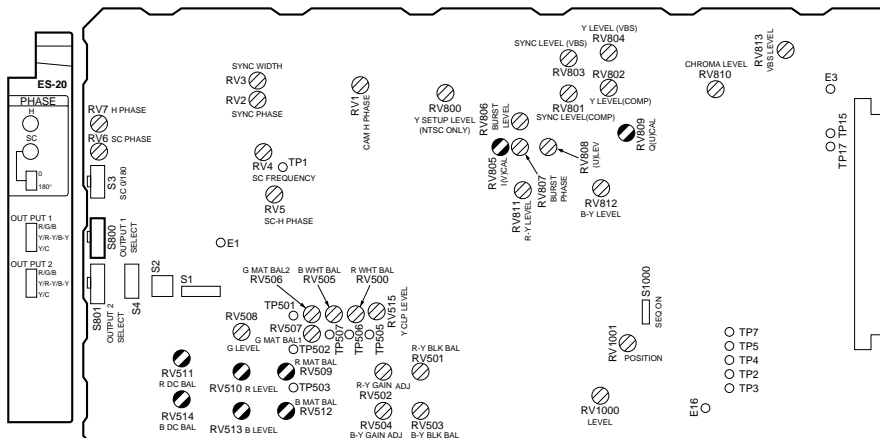 ES-20
PHASE
H
SC
0
180°
OUT PUT 1
R/G/B
Y/R-Y/B-Y
Y/C
OUT PUT 2
R/G/B
Y/R-Y/B-Y
Y/C
RV7 H PHASE
RV6 SC PHASE
S3
SC 0/180
S800
OUTPUT 1
SELECT
S801
OUTPUT 2
SELECT
S4
S2
S1
SYNC WIDTH
RV3
RV2
SYNC PHASE
RV4
SC FREQUENCY
TP1
RV5
SC-H PHASE
E1
RV1
CAM H PHASE
RV800
Y SETUP LEVEL
(NTSC ONLY)
RV806
BURST
LEVEL
SYNC LEVEL (VBS)
RV803
Y LEVEL (VBS)
RV804
RV801
SYNC LEVEL(COMP)
RV802
Y LEVEL(COMP)
RV805
I(V)CAL
RV807
BURST
PHASE
RV808
(U)LEV
RV809
Q(U)CAL
RV811
R-Y LEVEL
RV812
B-Y LEVEL
CHROMA LEVEL
RV810
RV813
VBS LEVEL
E3
TP15
TP17
G MAT BAL2
RV506
B WHT BAL
RV505
R WHT BAL
RV500
RV515
Y CLP LEVEL
TP501
RV508
G LEVEL
RV507
G MAT BAL1
TP507
TP506
TP505
TP502
RV511
R DC BAL
RV510 R LEVEL
R MAT BAL
RV509
TP503
RV514
B DC BAL
RV513 B LEVEL
B MAT BAL
RV512
R-Y BLK BAL
RV501
R-Y GAIN ADJ
RV502
RV504
B-Y GAIN ADJ
RV503
B-Y BLK BAL
S1000
SEQ ON
RV1001
POSITION
RV1000
LEVEL
TP7
TP5
TP4
TP2
TP3
E16